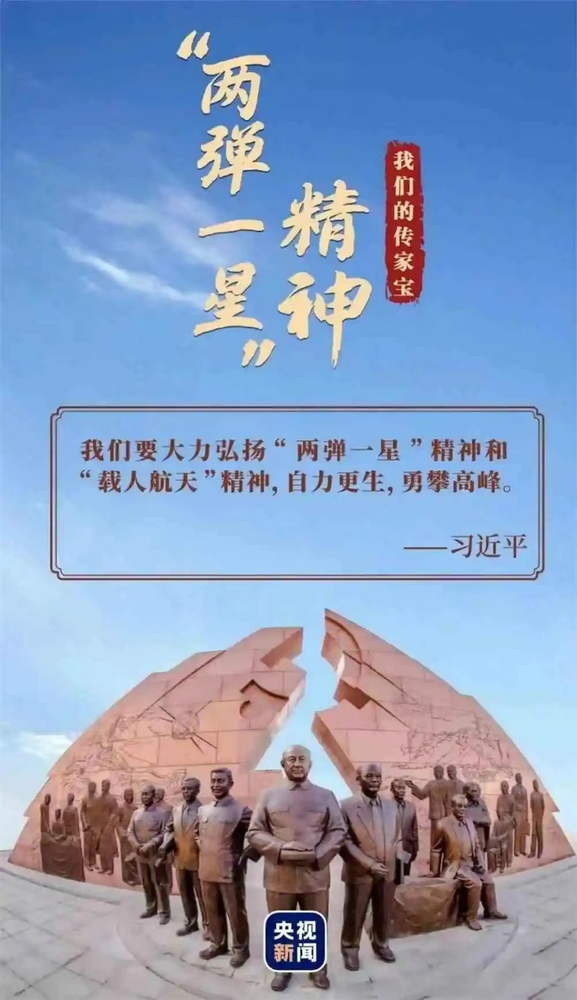 “两弹一星”
精神
我们的传家宝
我们要大力弘扬“两弹一星”精神和
“载人航天”精神，自力更生，勇攀高峰。
——习近平
央视
新闻